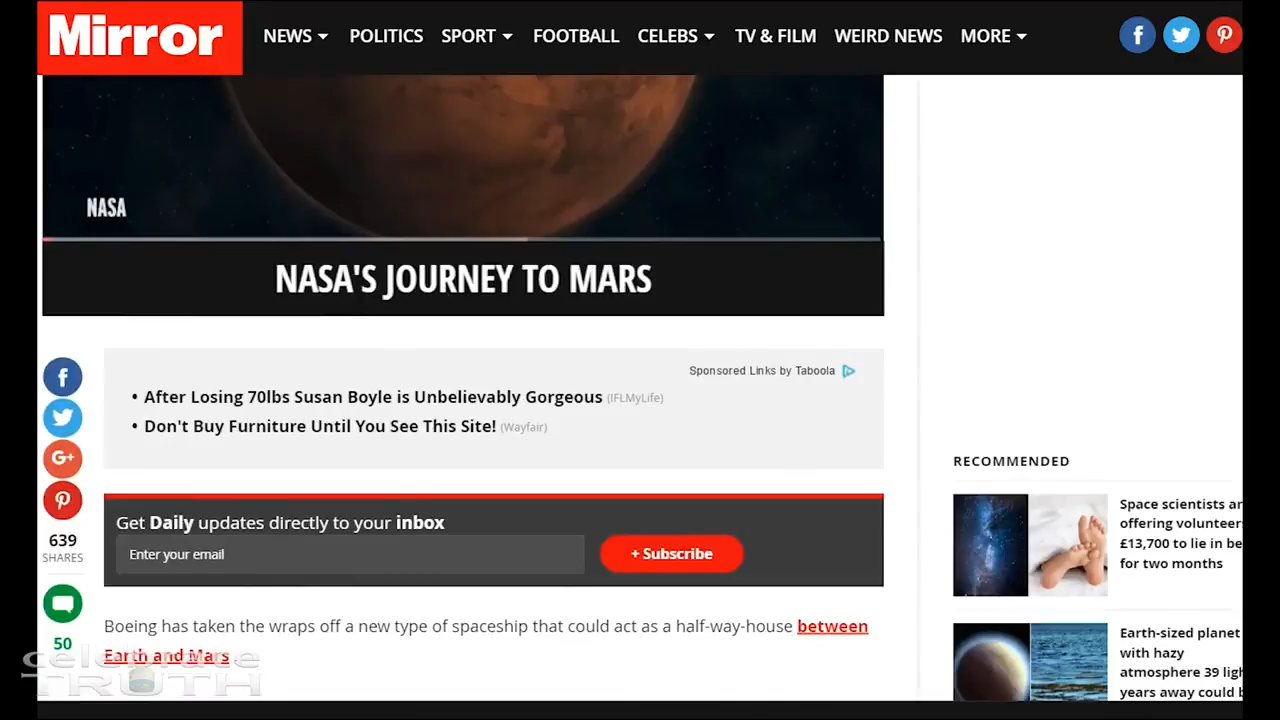 Mirror
NEWS POLITICS SPORT FOOTBALL CELEBS TV & FILM WEIRD NEWS MORE
NASA
NASA'S JOURNEY TO MARS
Sponsored Links by Taboola
• After Losing 70lbs Susan Boyle is Unbelievably Gorgeous (IFLMyLife)
• Don't Buy Furniture Until You See This Site! (Wayfair)
639
SHARES
50
Get Daily updates directly to your inbox
Enter your email
+ Subscribe
Boeing has taken the wraps off a new type of spaceship that could act as a half-way-house between
Earth and Mars
RECOMMENDED
Space scientists ar
offering volunteers
£13,700 to lie in be
for two months
Earth-sized planet
with hazy
atmosphere 39 ligh
years away could b
celebrate
TRUTH